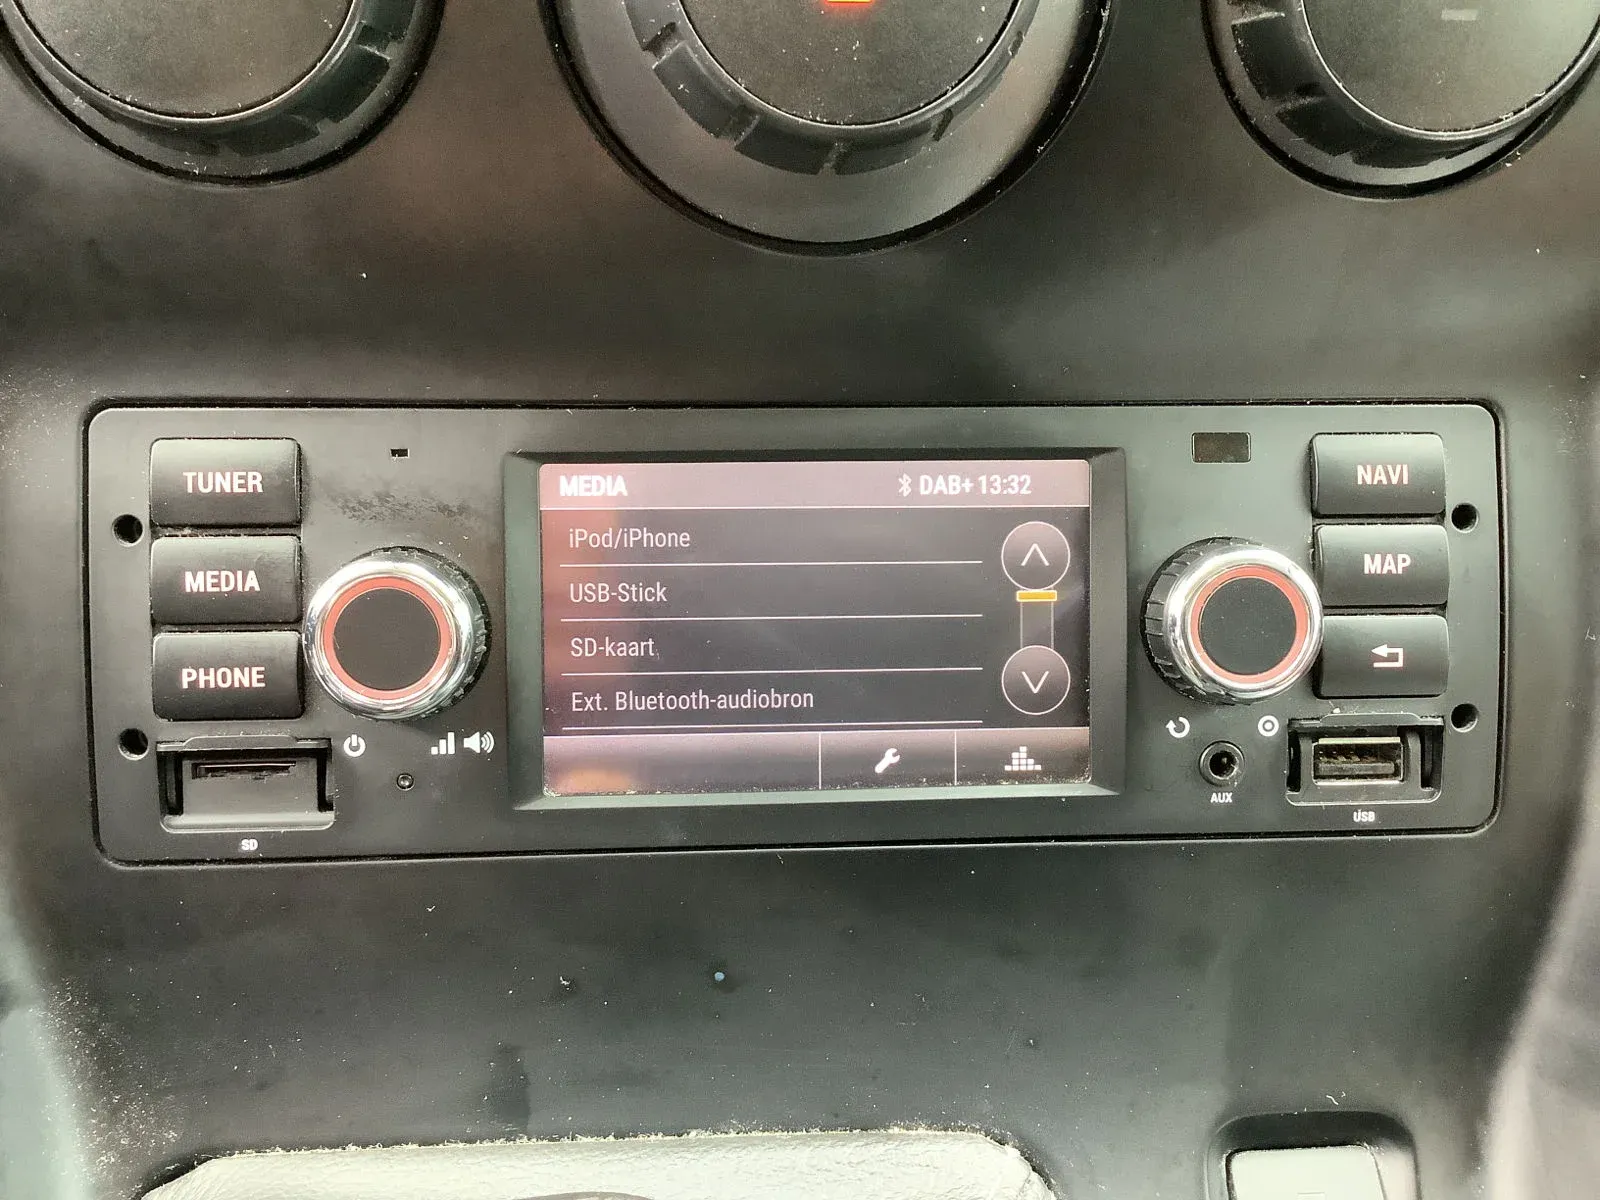 TUNER
MEDIA
PHONE
SD
MEDIA DAB+ 13:32
iPod/iPhone
USB-Stick
SD-kaart
Ext. Bluetooth-audiobron
NAVI
MAP
AUX
USB